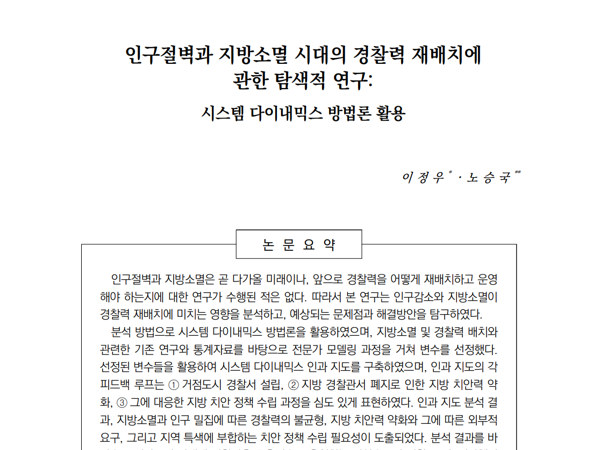 인구절벽과 지방소멸 시대의 경찰력 재배치에
관한 탐색적 연구:
시스템 다이내믹스 방법론 활용
이 정 우* · 노 승 국**
논 문 요 약
인구절벽과 지방소멸은 곧 다가올 미래이나, 앞으로 경찰력을 어떻게 재배치하고 운영
해야 하는지에 대한 연구가 수행된 적은 없다. 따라서 본 연구는 인구감소와 지방소멸이
경찰력 재배치에 미치는 영향을 분석하고, 예상되는 문제점과 해결방안을 탐구하였다.
분석 방법으로 시스템 다이내믹스 방법론을 활용하였으며, 지방소멸 및 경찰력 배치와
관련한 기존 연구와 통계자료를 바탕으로 전문가 모델링 과정을 거쳐 변수를 선정했다.
선정된 변수들을 활용하여 시스템 다이내믹스 인과 지도를 구축하였으며, 인과 지도의 각
피드백 루프는 ① 거점도시 경찰서 설립, ② 지방 경찰관서 폐지로 인한 지방 치안력 약
화, ③ 그에 대응한 지방 치안 정책 수립 과정을 심도 있게 표현하였다. 인과 지도 분석 결
과, 지방소멸과 인구 밀집에 따른 경찰력의 불균형, 지방 치안력 약화와 그에 따른 외부적
요구, 그리고 지역 특색에 부합하는 치안 정책 수립 필요성이 도출되었다. 분석 결과를 바